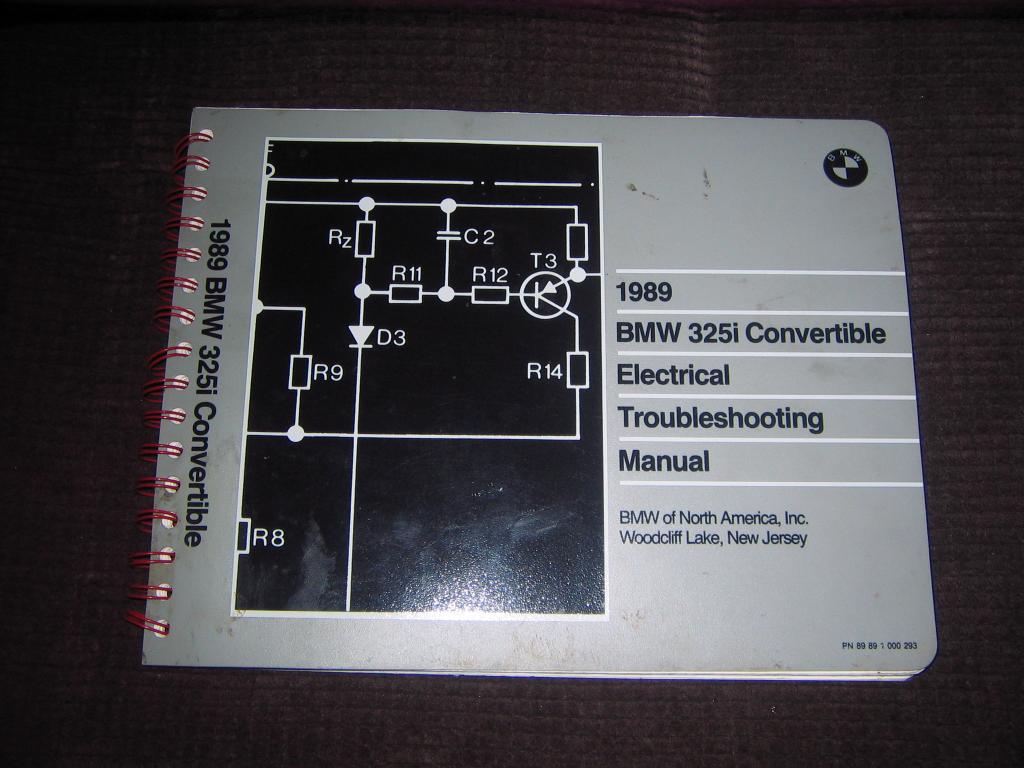 1989 BMW 325i Convertible
Rz
C2
R11
R12
T3
D3
R9
R14
R8
BMW
1989
BMW 325i Convertible
Electrical
Troubleshooting
Manual
BMW of North America, Inc.
Woodcliff Lake, New Jersey
PN 89 89 1 000 293